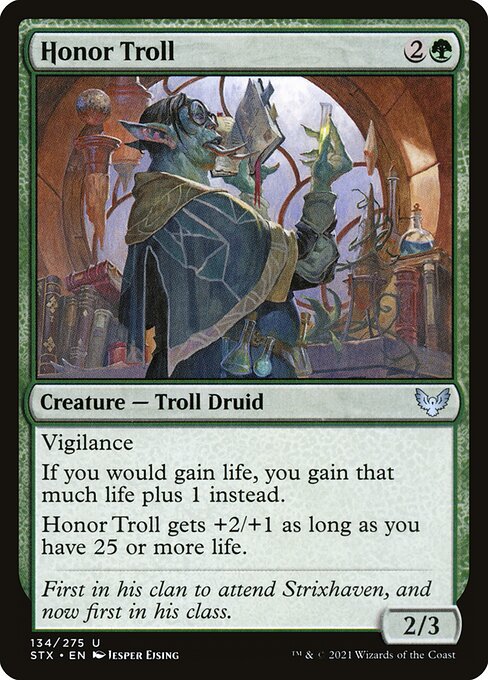 Honor Troll 2
Creature — Troll Druid
Vigilance
If you would gain life, you gain that
much life plus 1 instead.
Honor Troll gets +2/+1 as long as you
have 25 or more life.
First in his clan to attend Strixhaven, and
now first in his class.
2/3
134/275 U
STX • EN Jesper Eising
™ & © 2021 Wizards of the Coast